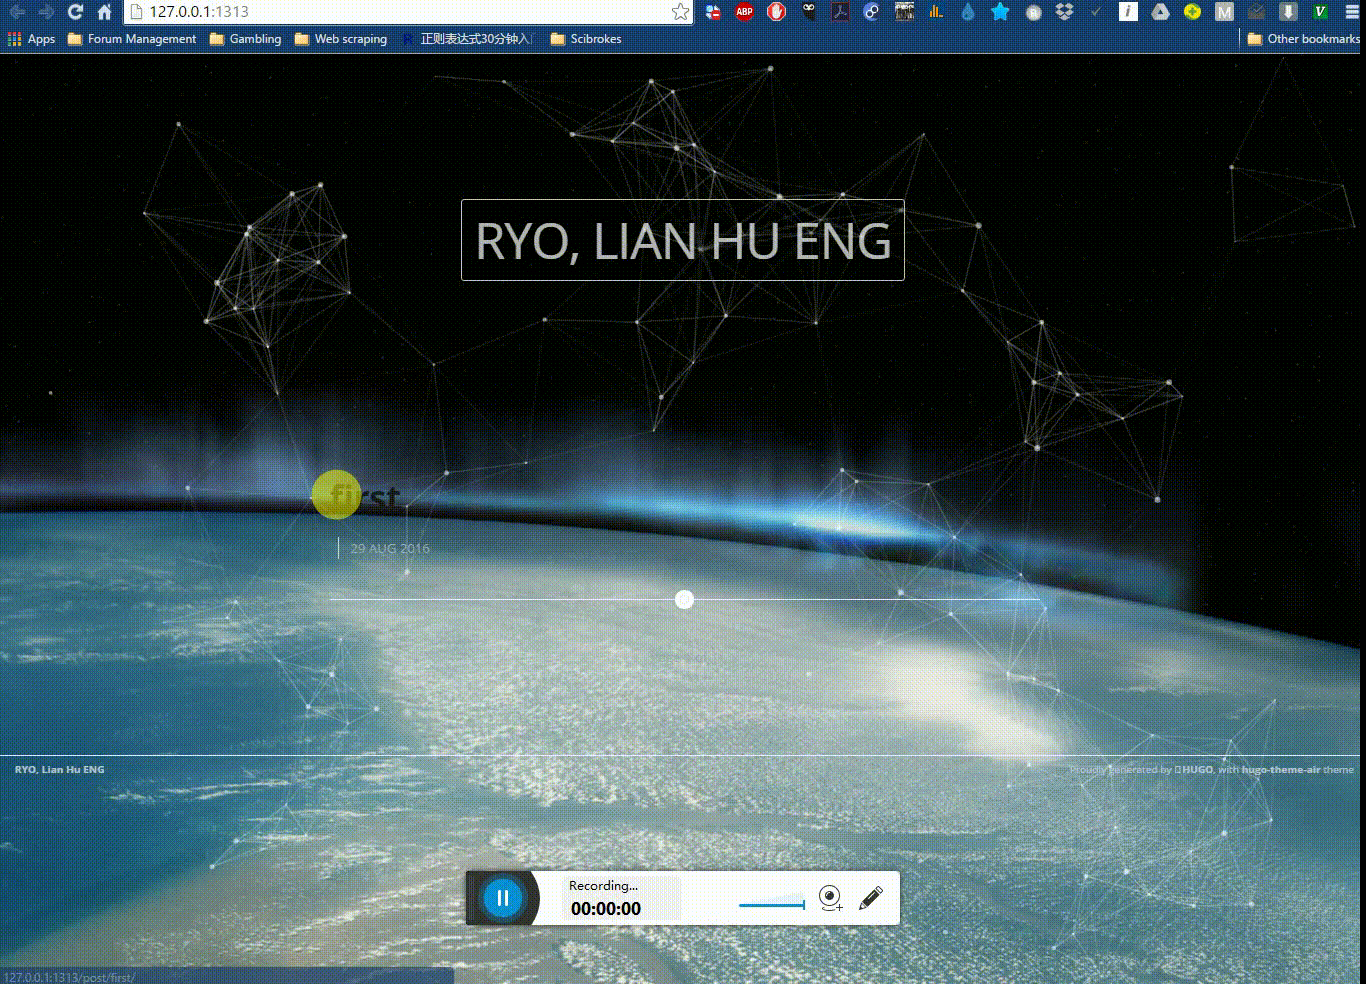 127.0.0.1:1313
ABP
Apps
Forum Management
Gambling
Web scraping
R 正则表达式30分钟入
Scibrokes
Other bookmarks
RYO, LIAN HU ENG
first
29 AUG 2016
RYO, Lian Hu ENG
Proudly generated by HUGO, with hugo-theme-air theme
Recording...
00:00:00
127.0.0.1:1313/post/first/